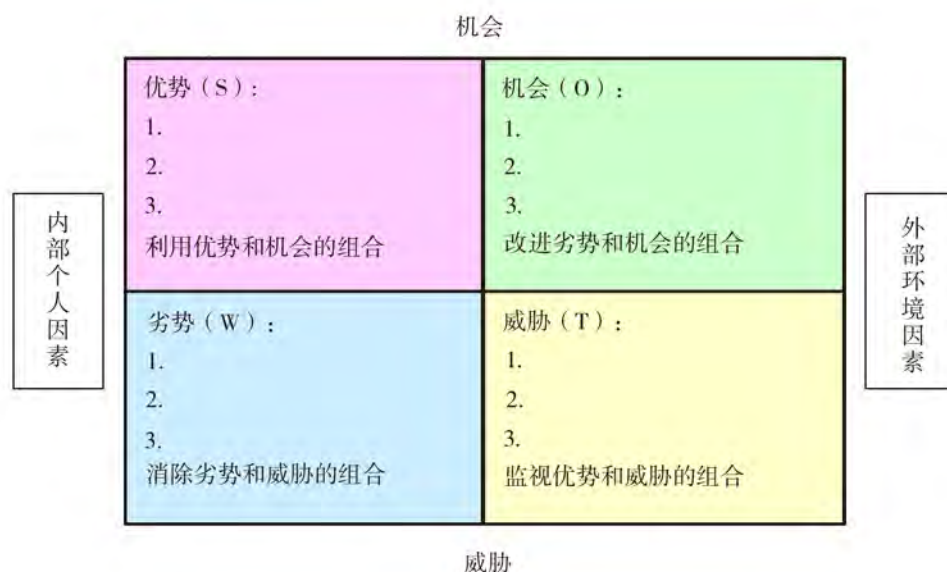 机会
优势（S）：
1.
2.
3.
利用优势和机会的组合
机会（O）：
1.
2.
3.
改进劣势和机会的组合
内部个人因素
外部环境因素
劣势（W）：
1.
2.
3.
消除劣势和威胁的组合
威胁（T）：
1.
2.
3.
监视优势和威胁的组合
威胁